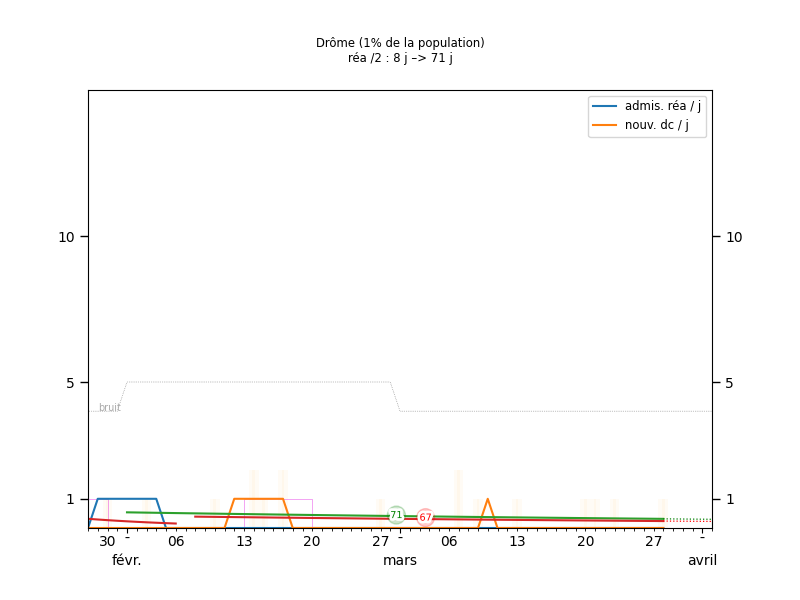 Drôme (1% de la population)
réa /2 : 8 j –> 71 j
admis. réa / j
nouv. dc / j
10 10
5 5
bruit
1 1
71 67
30 - 06 13 20 27 - 06 13 20 27 -
févr. mars avril